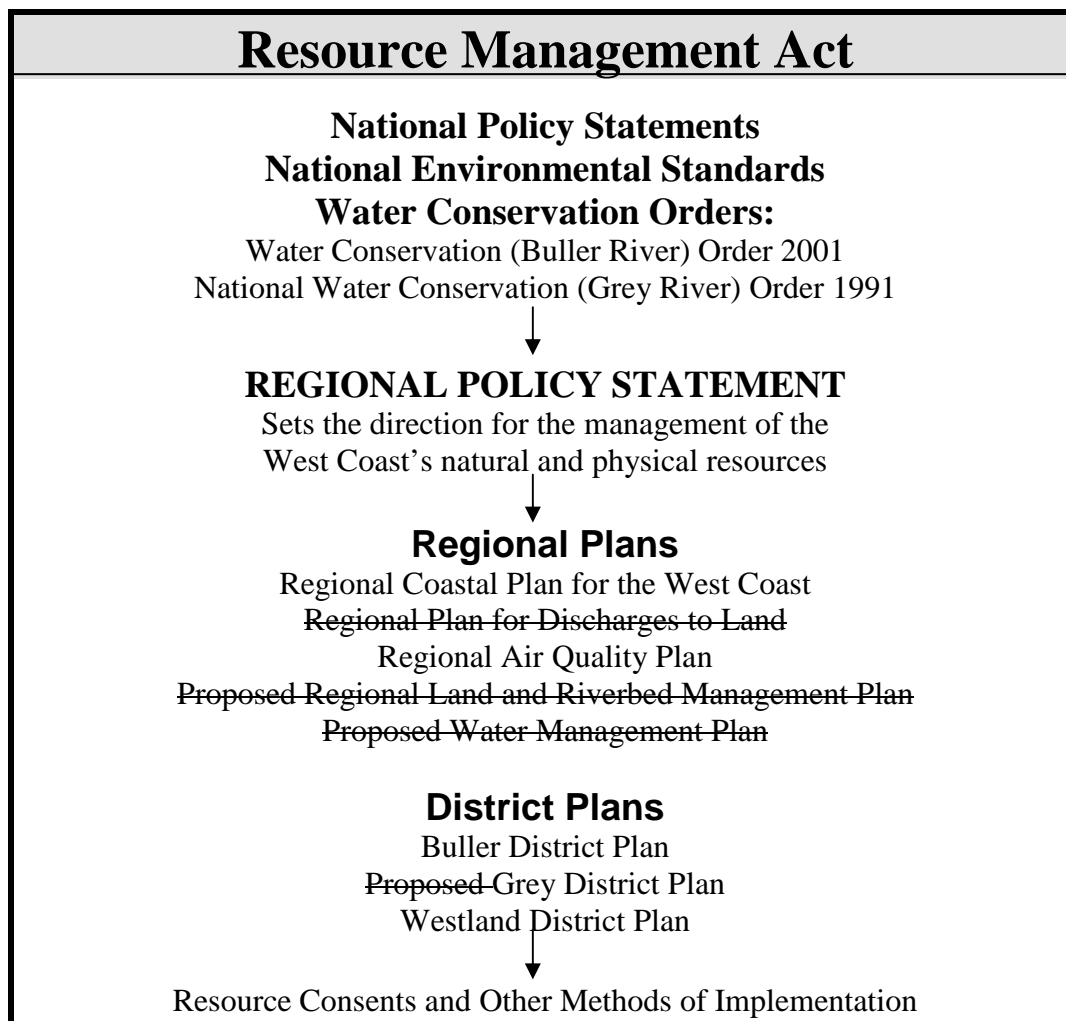 Resource Management Act
National Policy Statements
National Environmental Standards
Water Conservation Orders:
Water Conservation (Buller River) Order 2001
National Water Conservation (Grey River) Order 1991
REGIONAL POLICY STATEMENT
Sets the direction for the management of the
West Coast’s natural and physical resources
Regional Plans
Regional Coastal Plan for the West Coast
Regional Plan for Discharges to Land
Regional Air Quality Plan
Proposed Regional Land and Riverbed Management Plan
Proposed Water Management Plan
District Plans
Buller District Plan
Proposed Grey District Plan
Westland District Plan
Resource Consents and Other Methods of Implementation